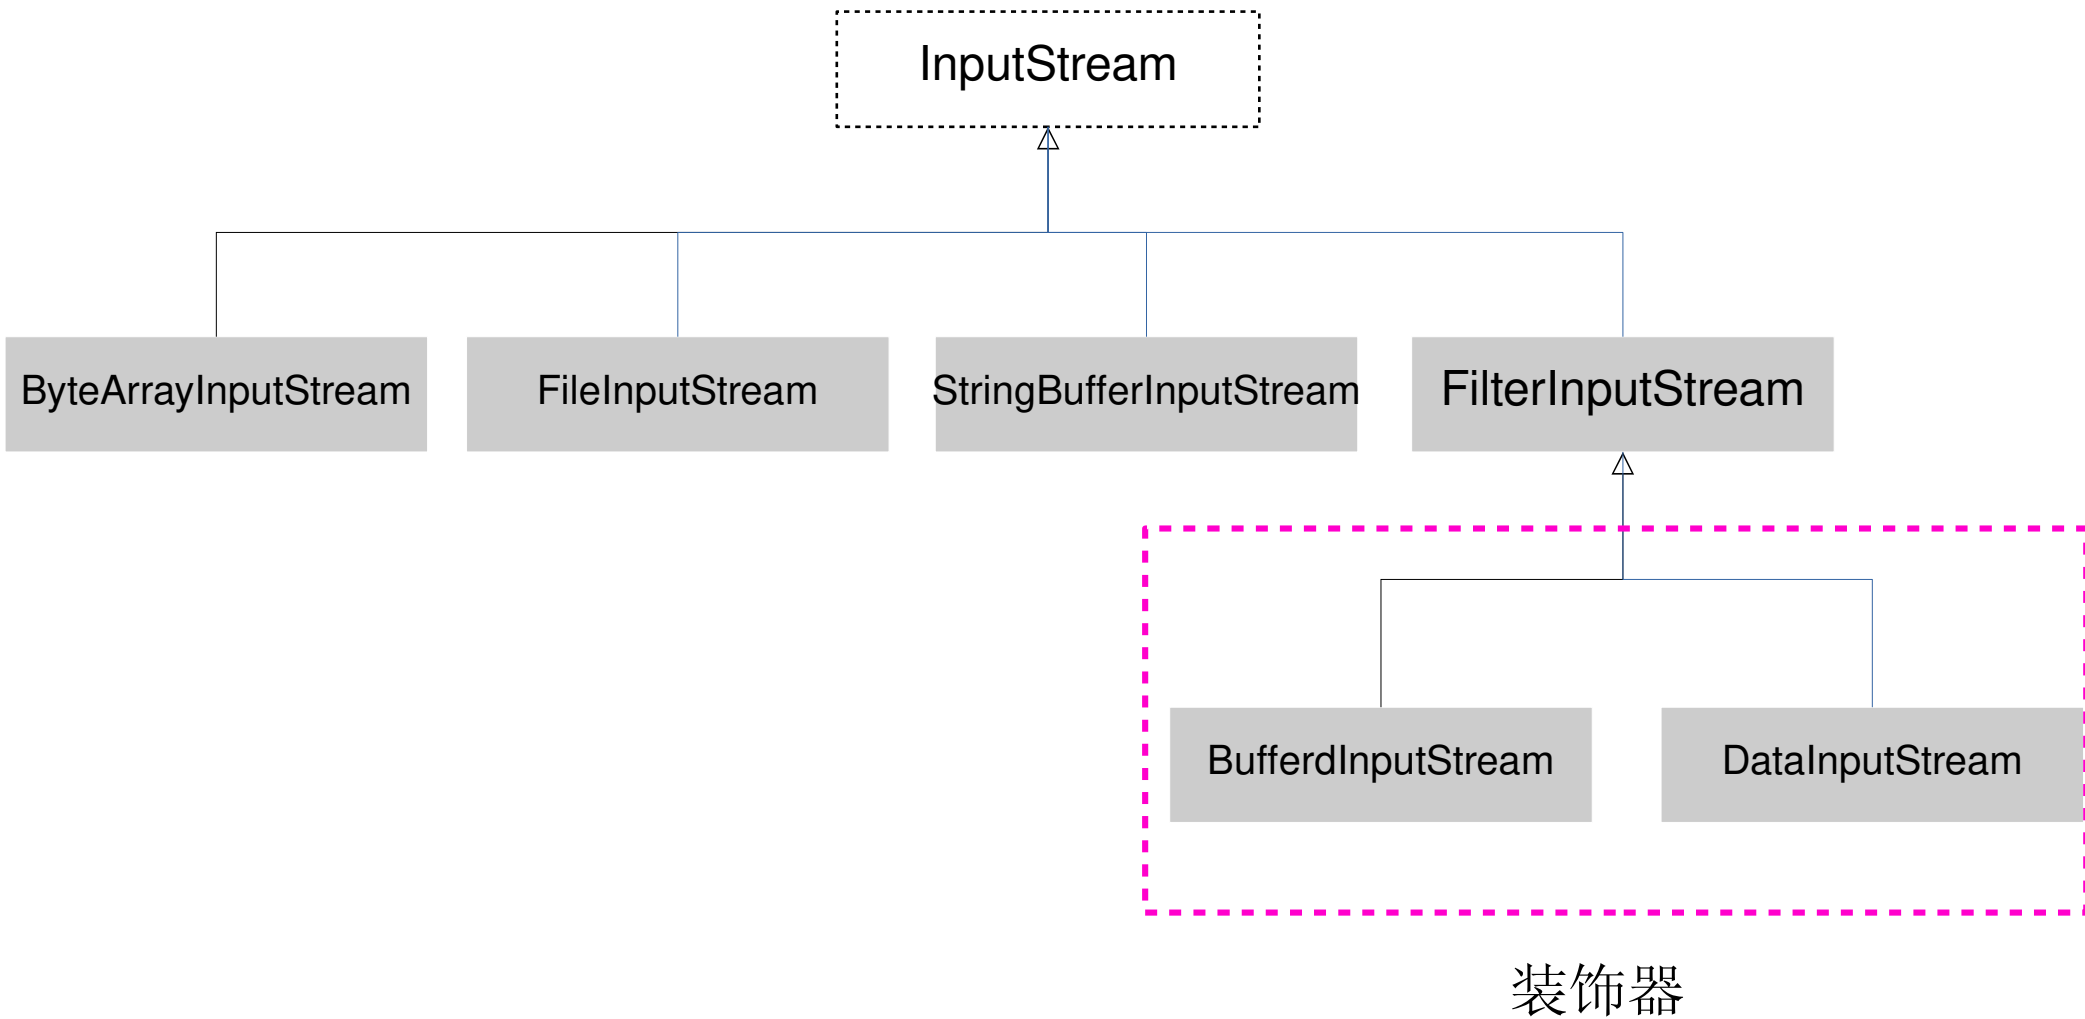 InputStream
ByteArrayInputStream
FileInputStream
StringBufferInputStream
FilterInputStream
BufferdInputStream
DataInputStream
装饰器